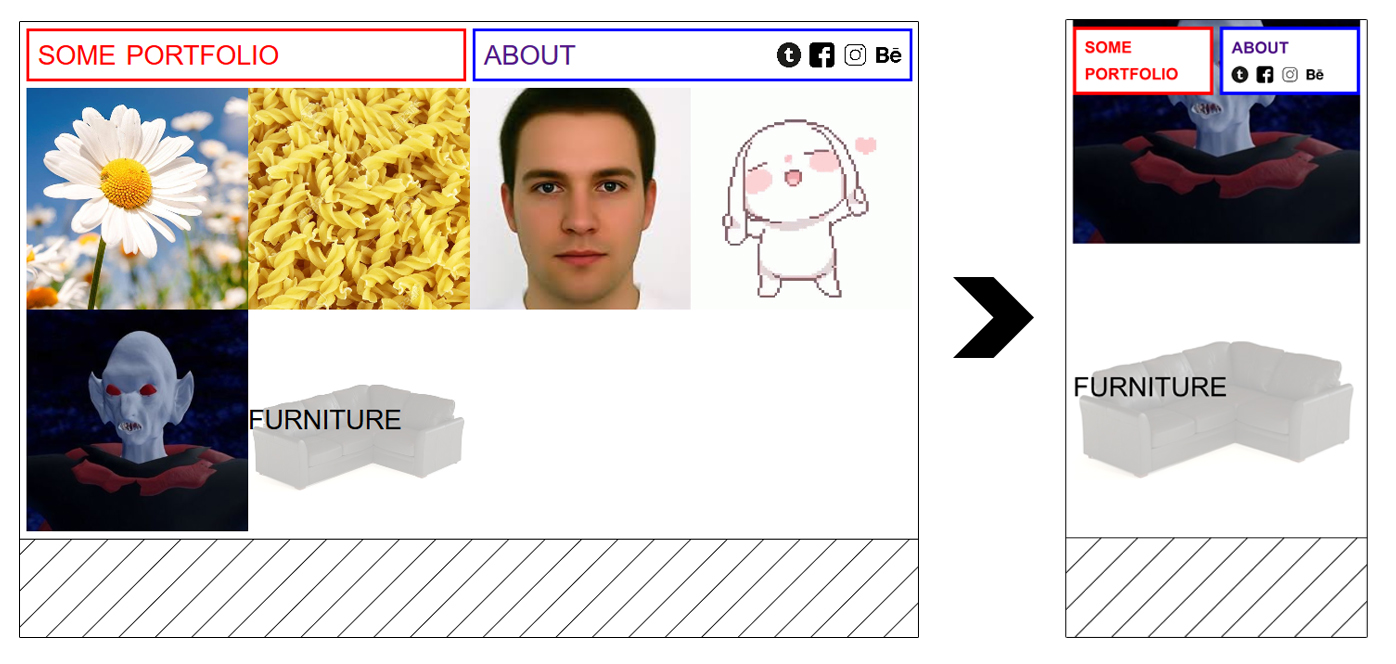 SOME PORTFOLIO
ABOUT
Bē
FURNITURE
SOME
PORTFOLIO
ABOUT
Bē
FURNITURE